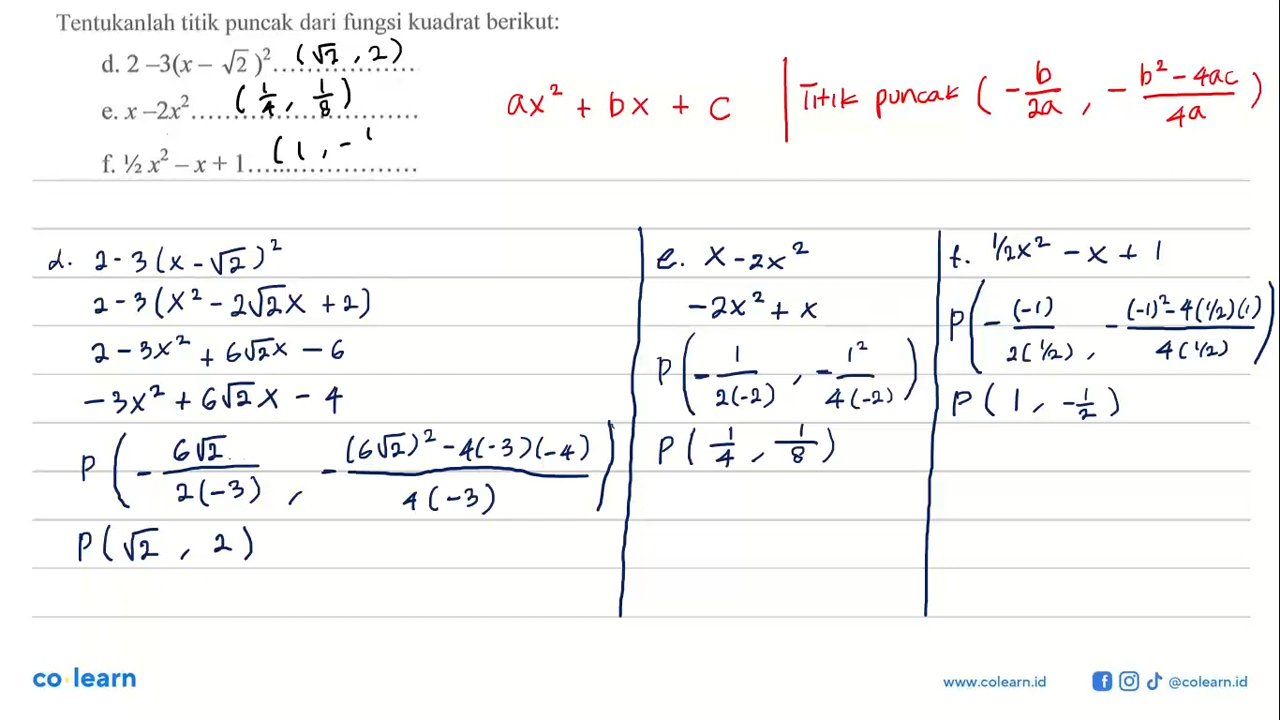 Tentukanlah titik puncak dari fungsi kuadrat berikut:
d. 2 –3(x – √2 )².................... (√2 , 2)
e. x –2x²................................ (1/4 , 1/8)
f. ½ x² – x + 1........................ (1 , - 1
ax² + bx + c | Titik puncak ( - b/2a , - b² - 4ac/4a )
d. 2 - 3 (x - √2)²
2 - 3 (x² - 2√2x + 2)
2 - 3x² + 6√2x - 6
-3x² + 6√2x - 4
P ( - 6√2/2(-3) , - (6√2)² - 4(-3)(-4)/4(-3) )
P(√2 , 2)
e. x - 2x²
-2x² + x
P ( - 1/2(-2) , - 1²/4(-2) )
P ( 1/4 , 1/8 )
f. 1/2x² - x + 1
P ( - (-1)/2(1/2) , - (-1)² - 4(1/2)(1)/4(1/2) )
P ( 1 , - 1/2 )
co learn
www.colearn.id
@colearn.id